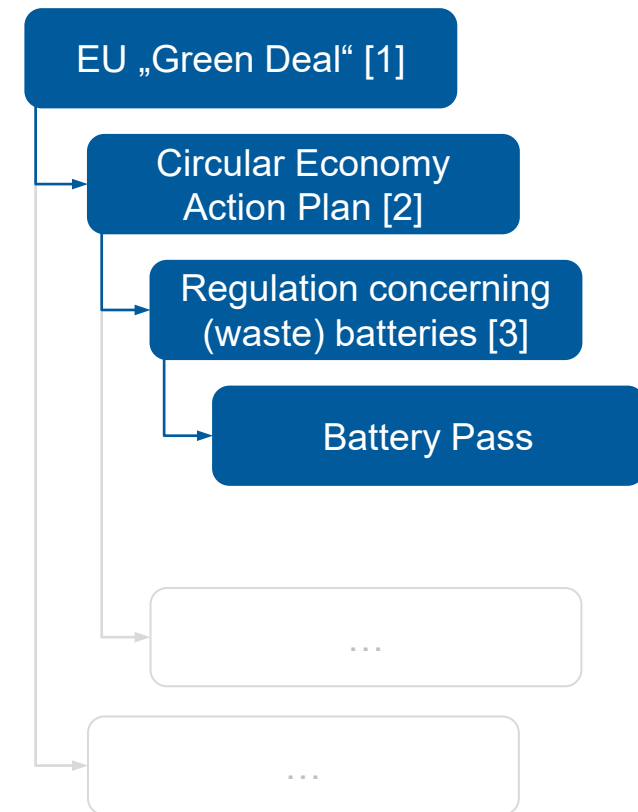 EU „Green Deal“ [1]
Circular Economy
Action Plan [2]
Regulation concerning
(waste) batteries [3]
Battery Pass
...
...